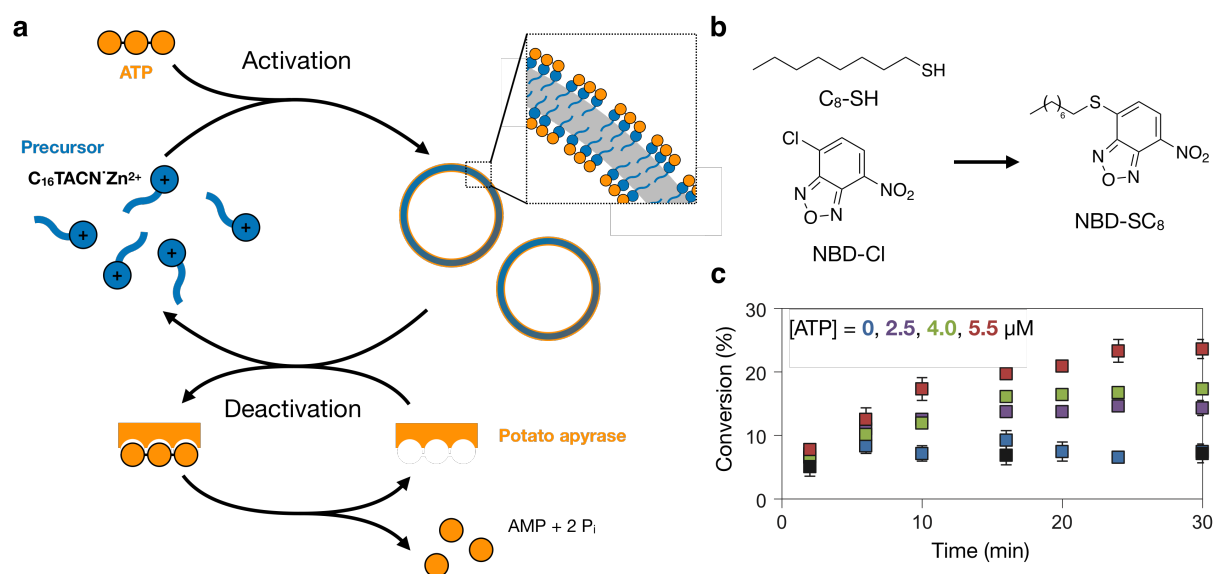 a
ATP
Activation
Precursor
C₁₆TACN·Zn²⁺
+
+
+
+
+
Deactivation
Potato apyrase
AMP + 2 Pᵢ
b
SH
C₈-SH
Cl
N
O
N
NO₂
NBD-Cl
S
6
N
O
N
NO₂
NBD-SC₈
c
[ATP] = 0, 2.5, 4.0, 5.5 µM
Conversion (%)
30
20
10
0
0
10
20
30
Time (min)